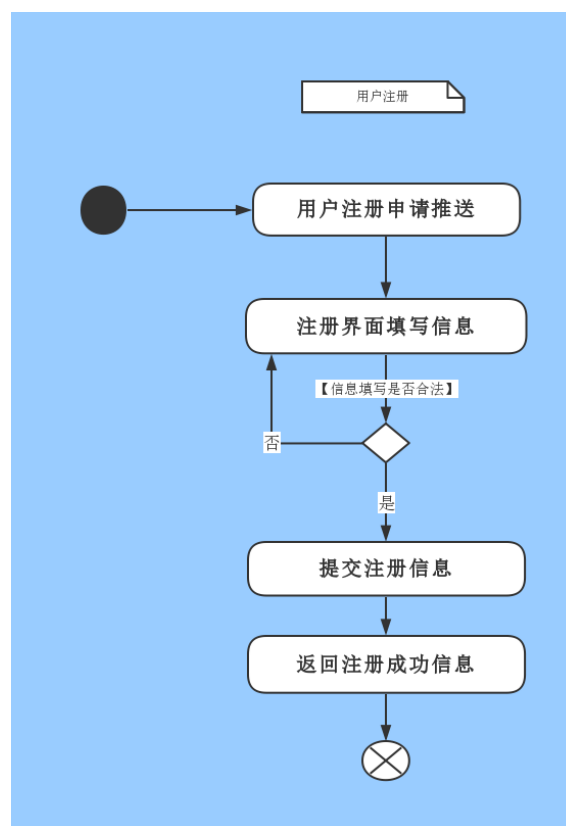 用户注册
用户注册申请推送
注册界面填写信息
【信息填写是否合法】
否
是
提交注册信息
返回注册成功信息